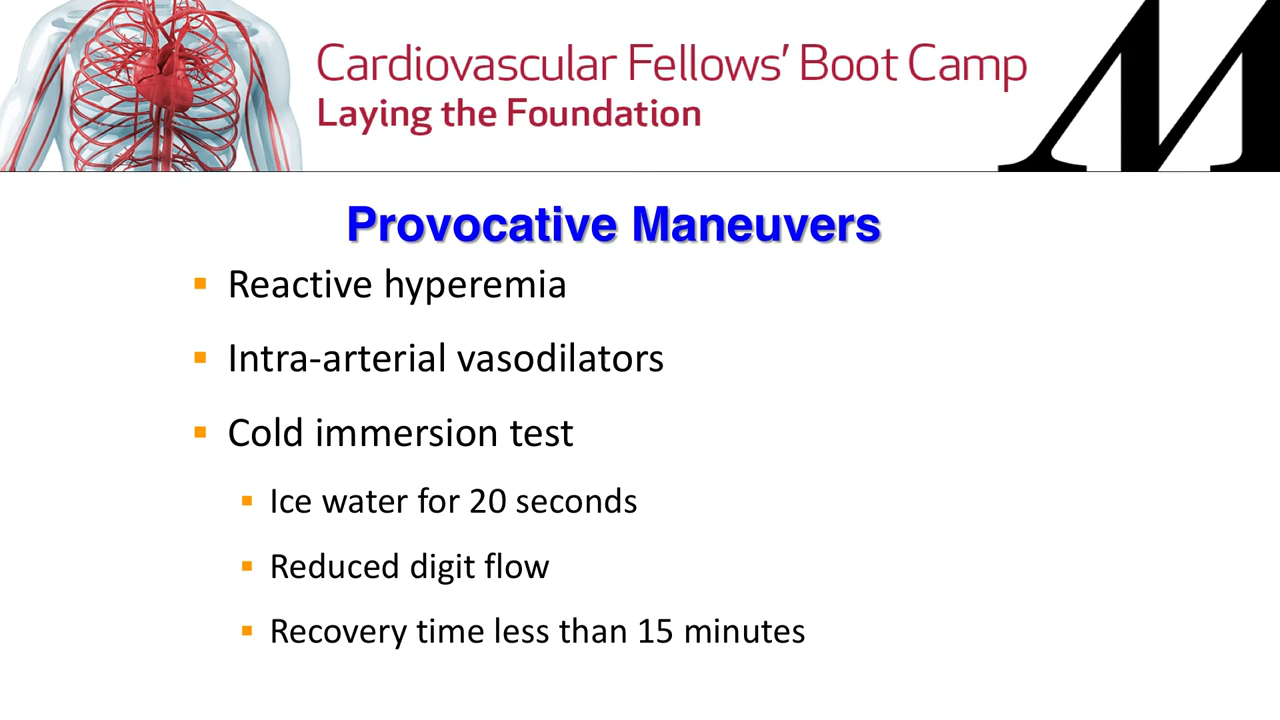 Cardiovascular Fellows’ Boot Camp
Laying the Foundation
M
Provocative Maneuvers
▪ Reactive hyperemia
▪ Intra-arterial vasodilators
▪ Cold immersion test
▪ Ice water for 20 seconds
▪ Reduced digit flow
▪ Recovery time less than 15 minutes